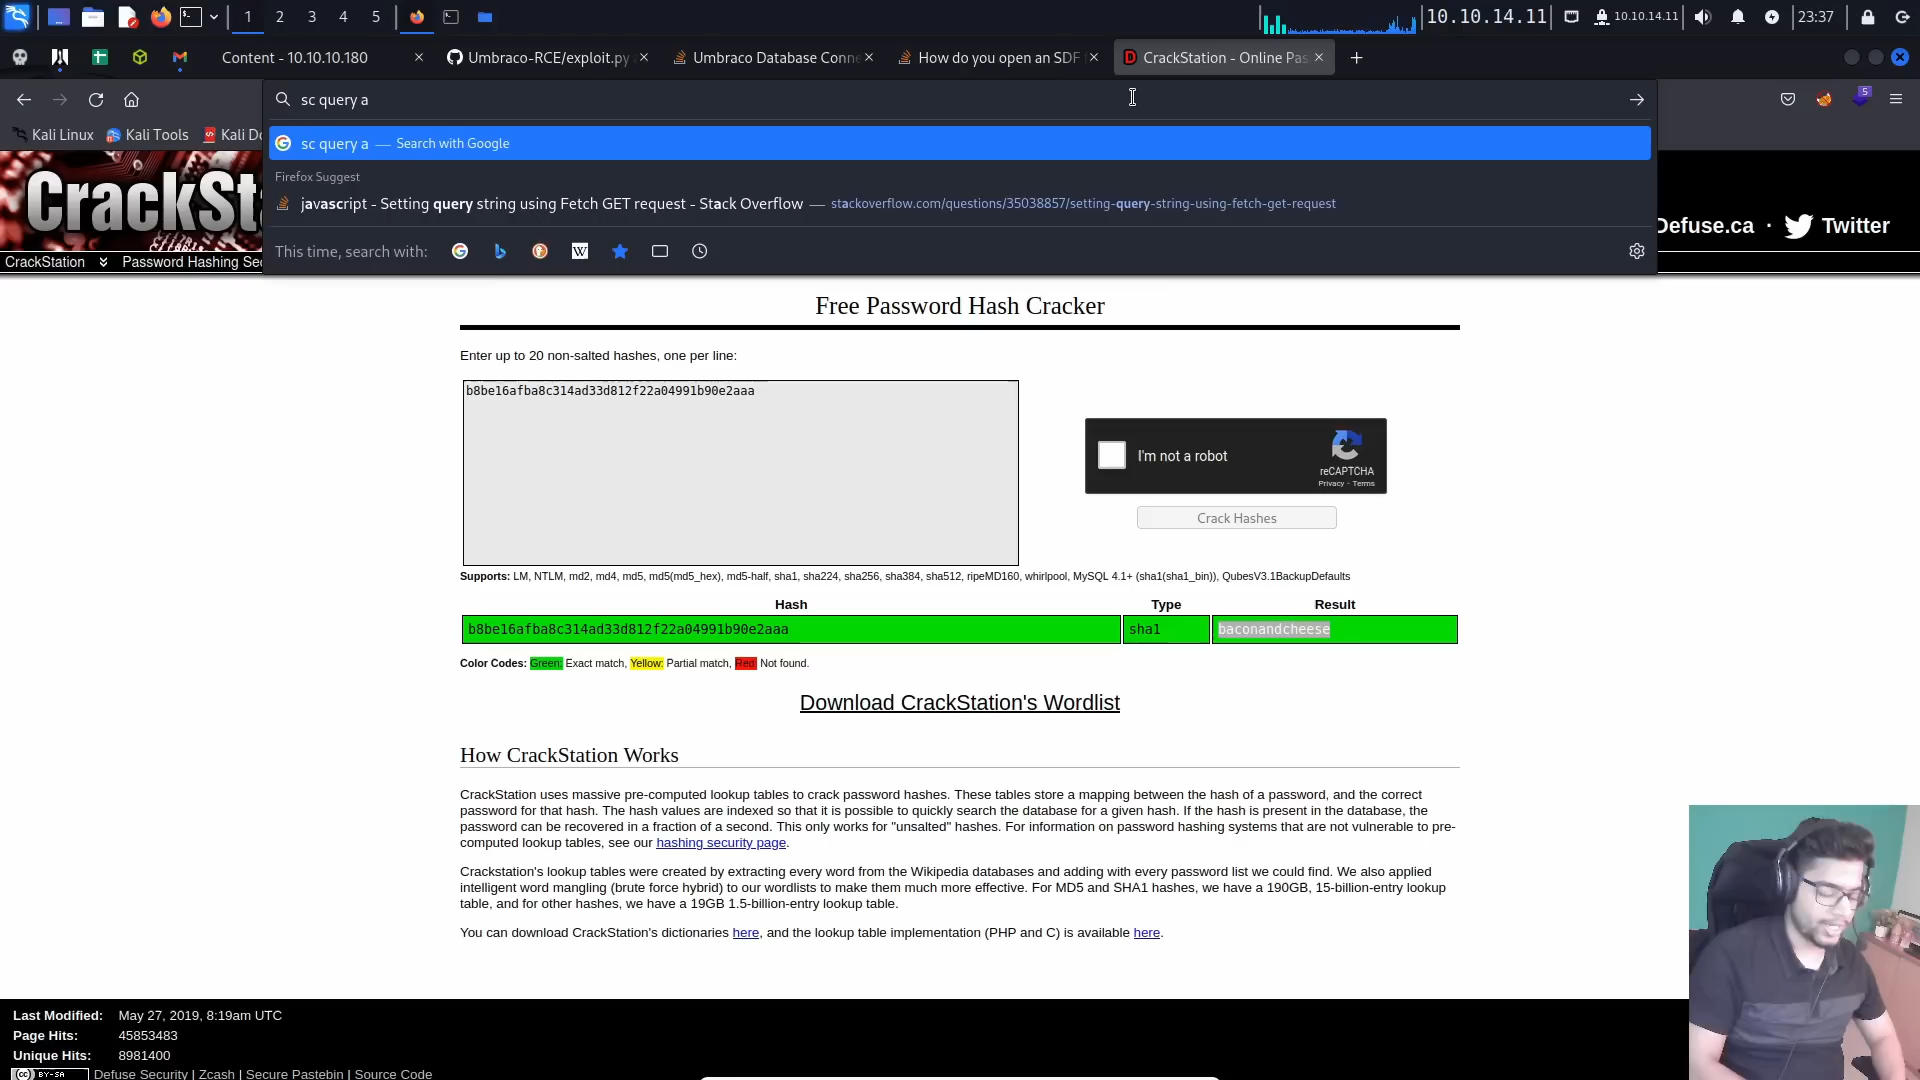 1 2 3 4 5 10.10.14.11 10.10.14.11 23:37
Content - 10.10.10.180
Umbraco-RCE/exploit.py
Umbraco Database Conne
How do you open an SDF
CrackStation - Online Pas
sc query a
5
sc query a — Search with Google
Kali Linux Kali Tools Kali Do
Firefox Suggest
javascript - Setting query string using Fetch GET request - Stack Overflow — stackoverflow.com/questions/35038857/setting-query-string-using-fetch-get-request
This time, search with:
CrackSt
Defuse.ca · Twitter
CrackStation Password Hashing Sec
Free Password Hash Cracker
Enter up to 20 non-salted hashes, one per line:
b8be16afba8c314ad33d812f22a04991b90e2aaa
I'm not a robot
reCAPTCHA
Privacy - Terms
Crack Hashes
Supports: LM, NTLM, md2, md4, md5, md5(md5_hex), md5-half, sha1, sha224, sha256, sha384, sha512, ripeMD160, whirlpool, MySQL 4.1+ (sha1(sha1_bin)), QubesV3.1BackupDefaults
Hash Type Result
b8be16afba8c314ad33d812f22a04991b90e2aaa sha1 baconandcheese
Color Codes: Green: Exact match, Yellow: Partial match, Red: Not found.
Download CrackStation's Wordlist
How CrackStation Works
CrackStation uses massive pre-computed lookup tables to crack password hashes. These tables store a mapping between the hash of a password, and the correct
password for that hash. The hash values are indexed so that it is possible to quickly search the database for a given hash. If the hash is present in the database, the
password can be recovered in a fraction of a second. This only works for "unsalted" hashes. For information on password hashing systems that are not vulnerable to pre-
computed lookup tables, see our hashing security page.
Crackstation's lookup tables were created by extracting every word from the Wikipedia databases and adding with every password list we could find. We also applied
intelligent word mangling (brute force hybrid) to our wordlists to make them much more effective. For MD5 and SHA1 hashes, we have a 190GB, 15-billion-entry lookup
table, and for other hashes, we have a 19GB 1.5-billion-entry lookup table.
You can download CrackStation's dictionaries here, and the lookup table implementation (PHP and C) is available here.
Last Modified: May 27, 2019, 8:19am UTC
Page Hits: 45853483
Unique Hits: 8981400
cc BY-SA Defuse Security | Zcash | Secure Pastebin | Source Code